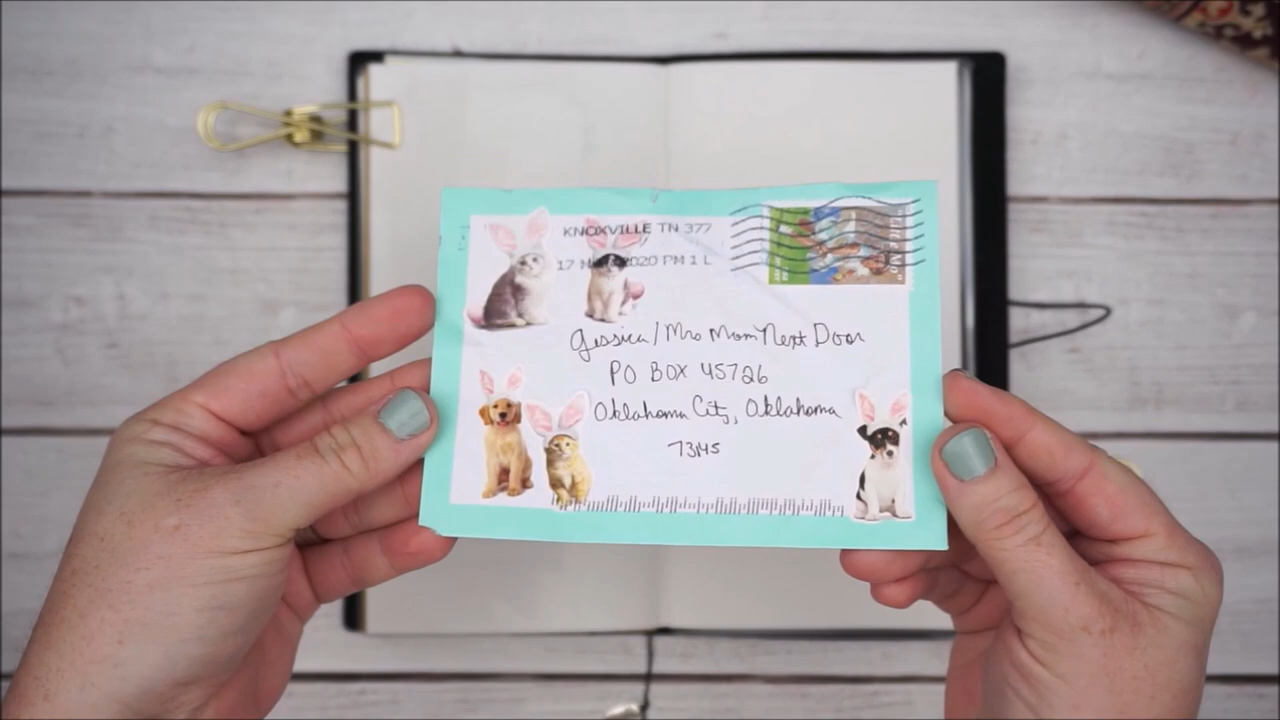 KNOXVILLE TN 377
17 2020 PM 1 L
Jessica/Mrs Mom Next Door
PO BOX 45726
Oklahoma City, Oklahoma
73145